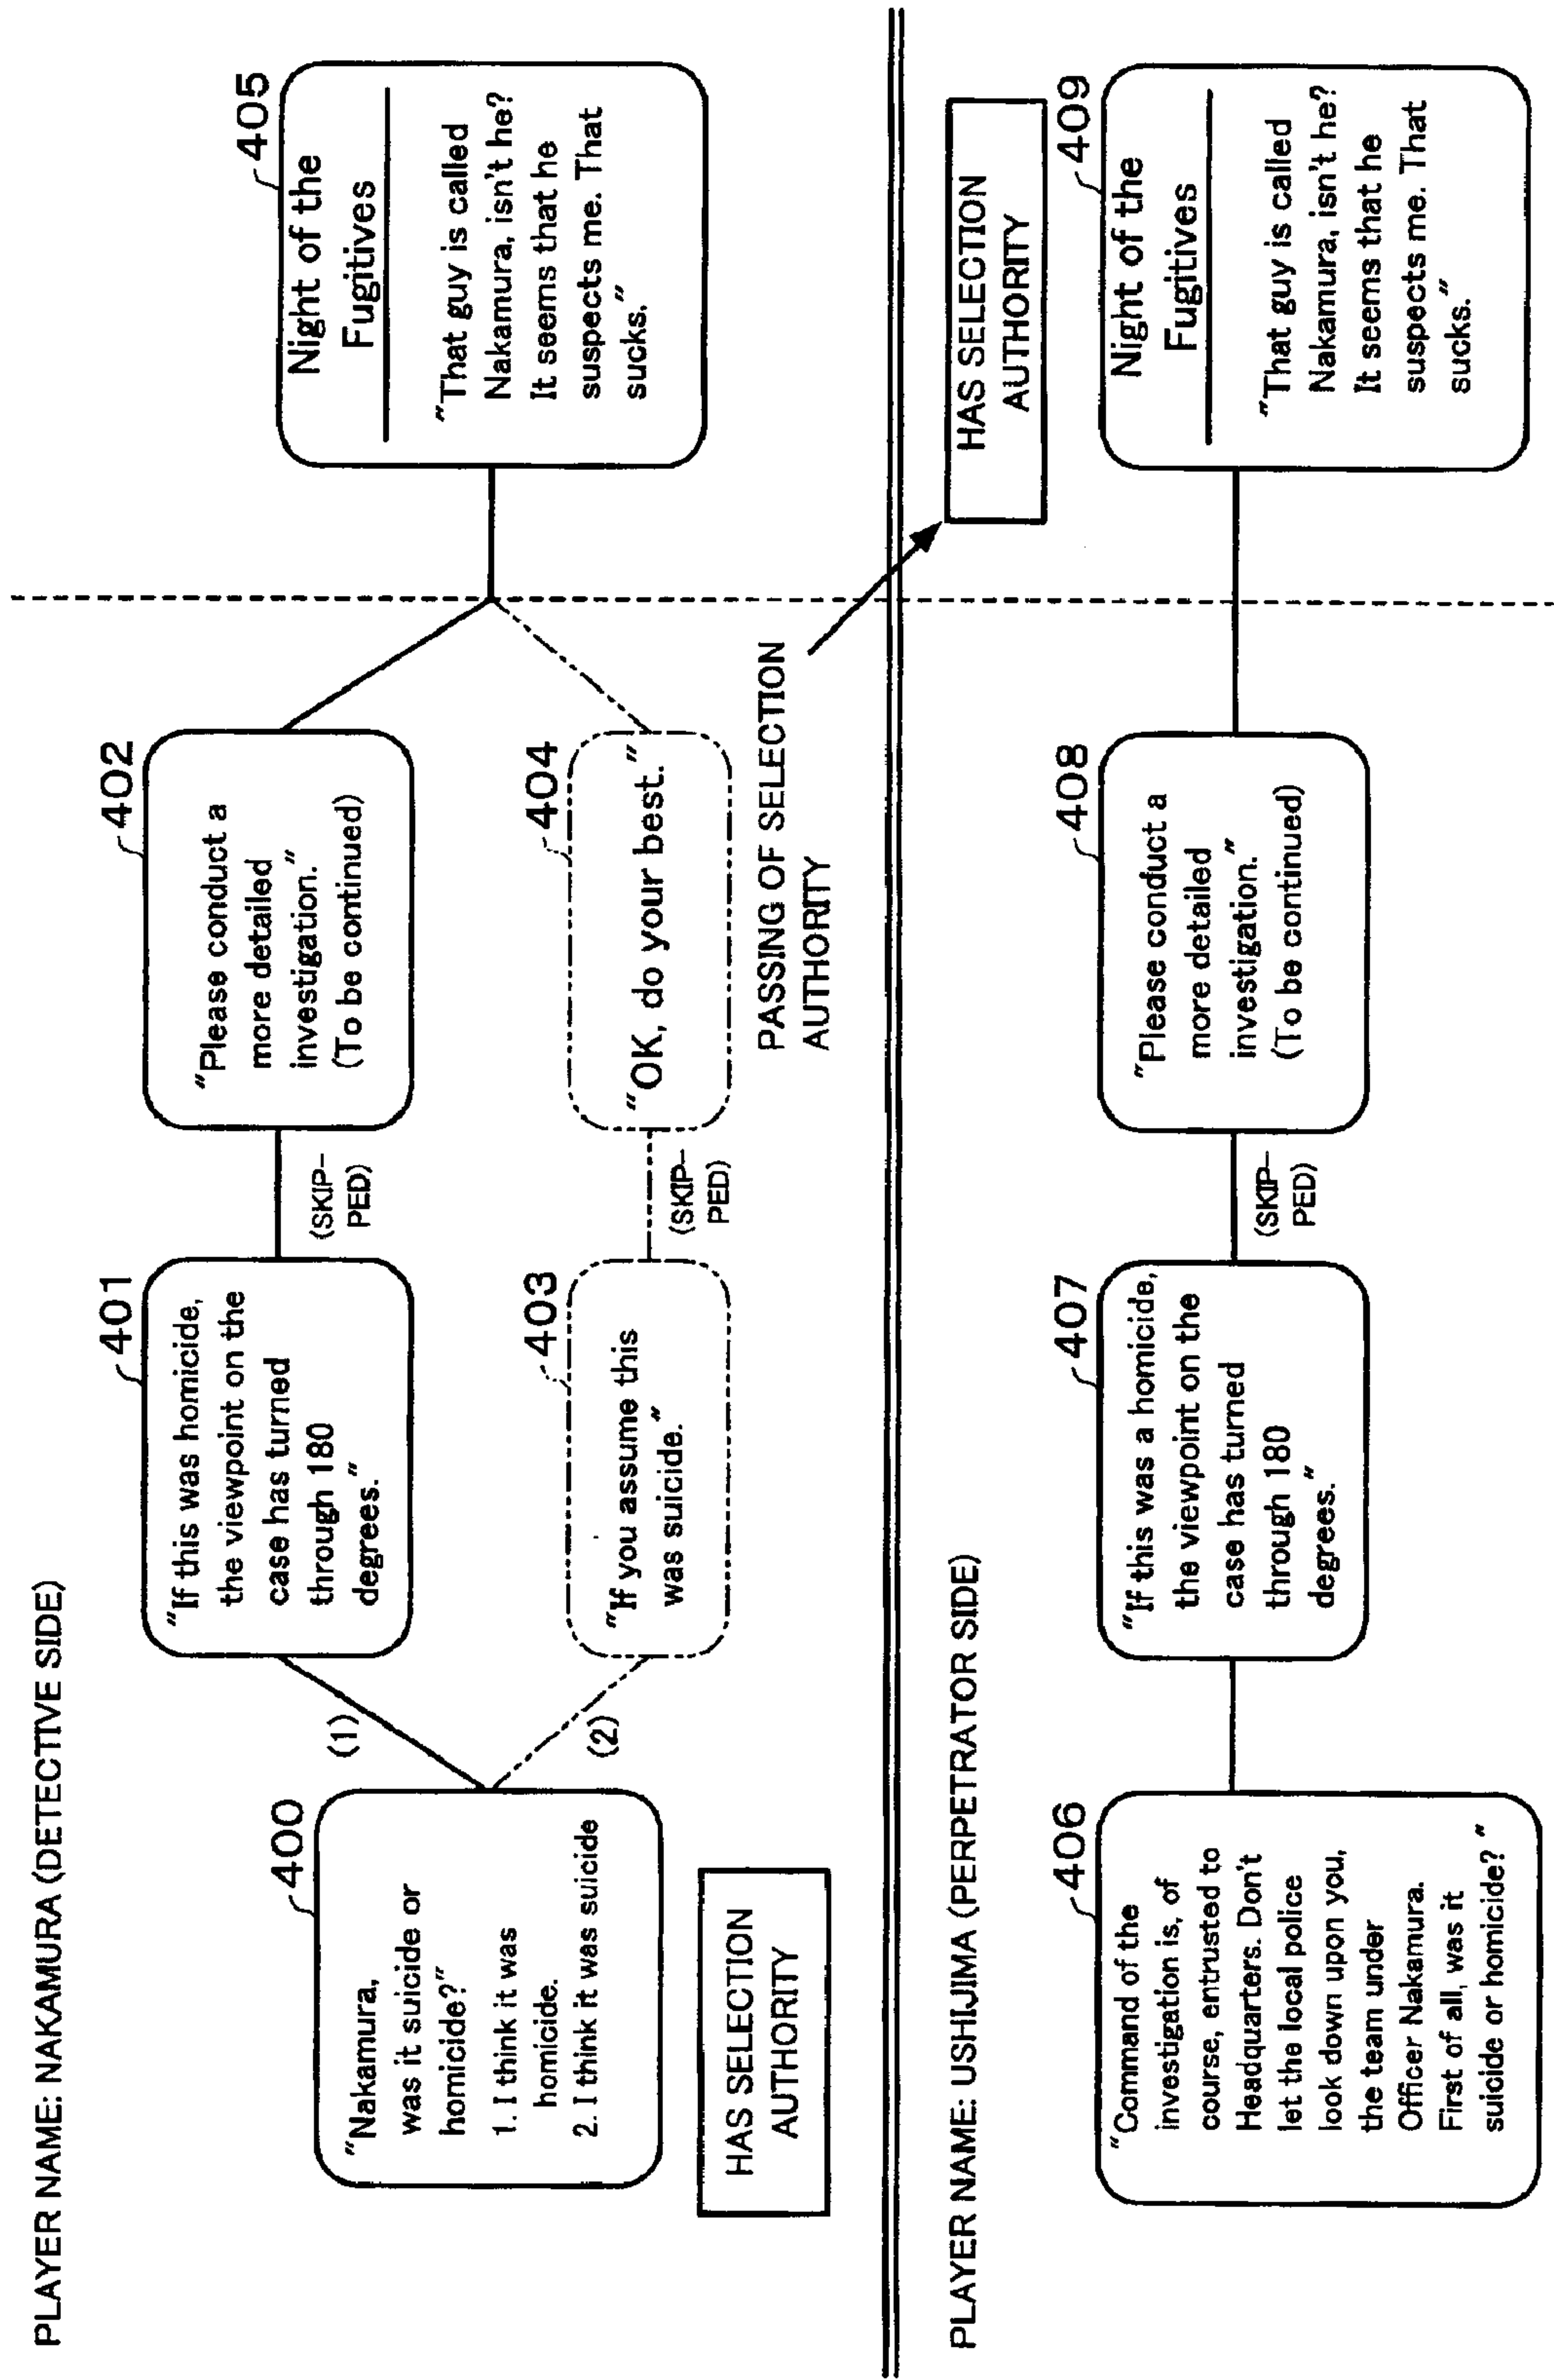 PLAYER NAME: NAKAMURA (DETECTIVE SIDE)
400
"Nakamura,
was it suicide or
homicide?"
1. I think it was
homicide.
2. I think it was suicide
HAS SELECTION
AUTHORITY
(1)
(2)
401
"If this was homicide,
the viewpoint on the
case has turned
through 180
degrees."
403
"If you assume this
was suicide."
(SKIP-
PED)
(SKIP-
PED)
402
"Please conduct a
more detailed
investigation."
(To be continued)
404
"OK, do your best."
PASSING OF SELECTION
AUTHORITY
405
Night of the
Fugitives
"That guy is called
Nakamura, isn't he?
It seems that he
suspects me. That
sucks."
PLAYER NAME: USHIJIMA (PERPETRATOR SIDE)
406
"Command of the
investigation is, of
course, entrusted to
Headquarters. Don't
let the local police
look down upon you,
the team under
Officer Nakamura.
First of all, was it
suicide or homicide? "
407
"If this was a homicide,
the viewpoint on the
case has turned
through 180
degrees."
(SKIP-
PED)
408
"Please conduct a
more detailed
investigation."
(To be continued)
HAS SELECTION
AUTHORITY
409
Night of the
Fugitives
"That guy is called
Nakamura, isn't he?
It seems that he
suspects me. That
sucks."